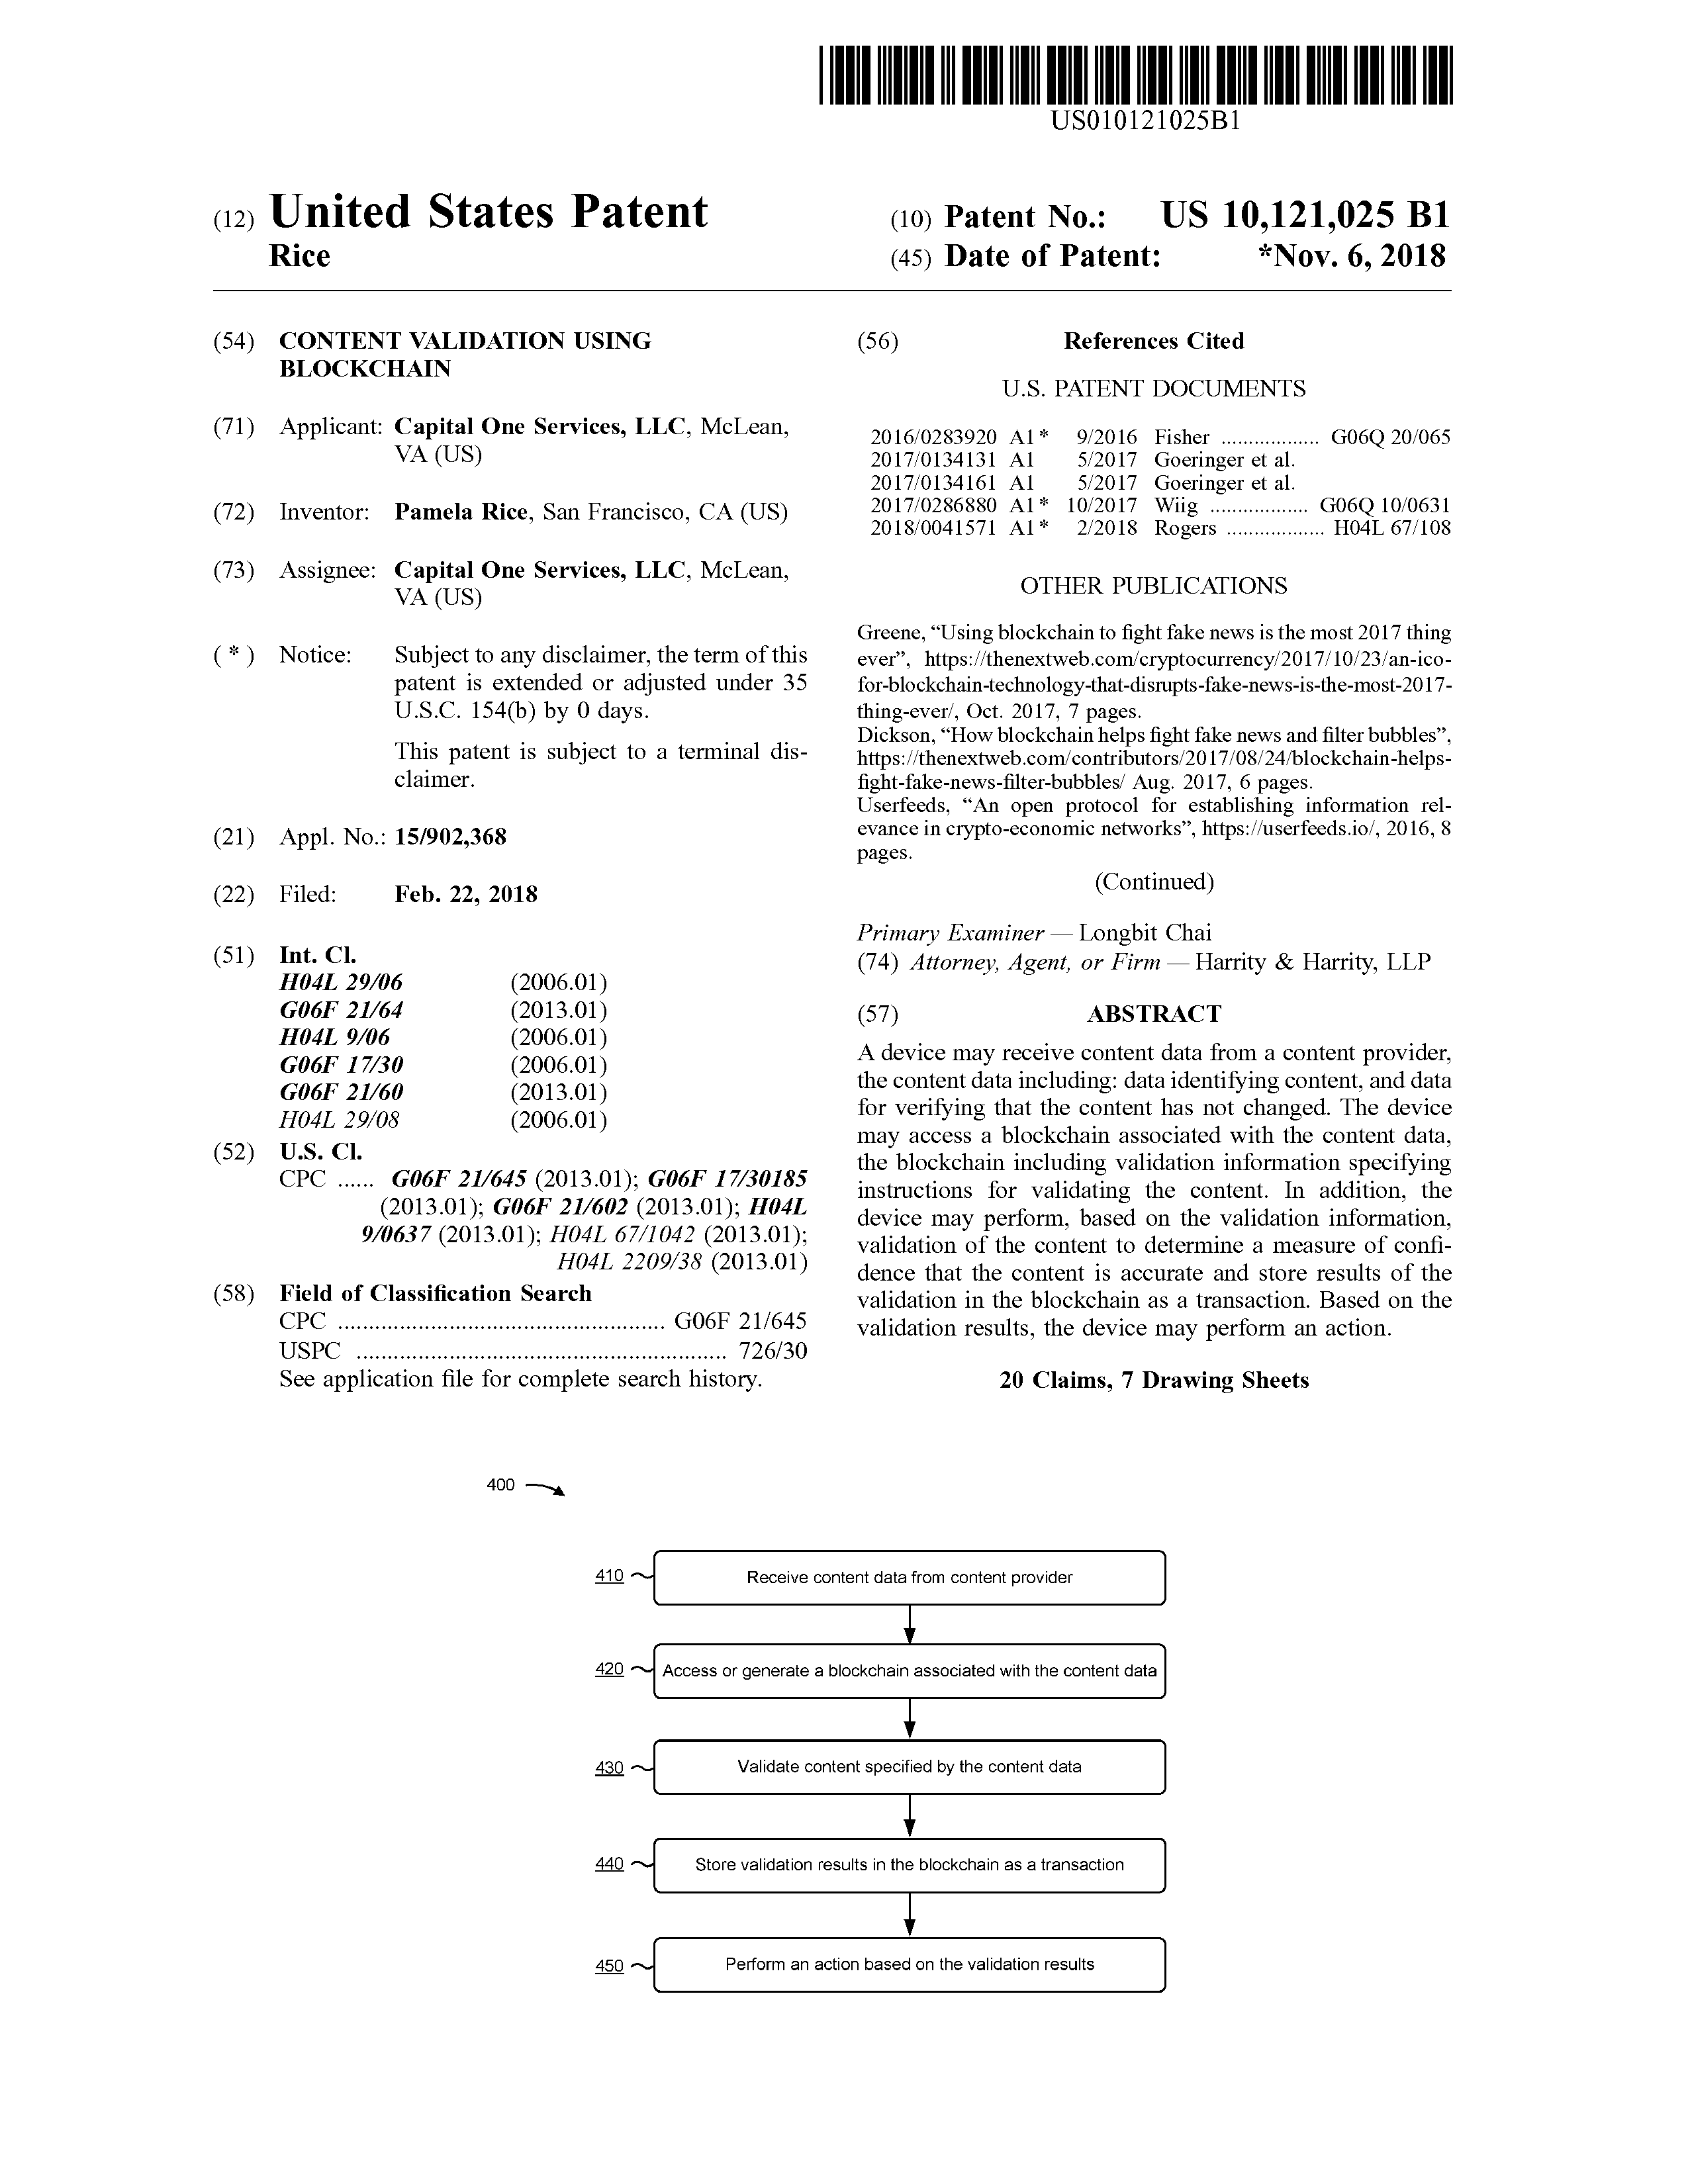 US010121025B1
(12) United States Patent
Rice
(10) Patent No.: US 10,121,025 B1
(45) Date of Patent: *Nov. 6, 2018
(54) CONTENT VALIDATION USING
BLOCKCHAIN
(71) Applicant: Capital One Services, LLC, McLean,
VA (US)
(72) Inventor: Pamela Rice, San Francisco, CA (US)
(73) Assignee: Capital One Services, LLC, McLean,
VA (US)
( * ) Notice: Subject to any disclaimer, the term of this
patent is extended or adjusted under 35
U.S.C. 154(b) by 0 days.
This patent is subject to a terminal dis-
claimer.
(21) Appl. No.: 15/902,368
(22) Filed: Feb. 22, 2018
(51) Int. Cl.
H04L 29/06 (2006.01)
G06F 21/64 (2013.01)
H04L 9/06 (2006.01)
G06F 17/30 (2006.01)
G06F 21/60 (2013.01)
H04L 29/08 (2006.01)
(52) U.S. Cl.
CPC ...... G06F 21/645 (2013.01); G06F 17/30185
(2013.01); G06F 21/602 (2013.01); H04L
9/0637 (2013.01); H04L 67/1042 (2013.01);
H04L 2209/38 (2013.01)
(58) Field of Classification Search
CPC .................................................... G06F 21/645
USPC ........................................................... 726/30
See application file for complete search history.
(56) References Cited
U.S. PATENT DOCUMENTS
2016/0283920 A1* 9/2016 Fisher .................. G06Q 20/065
2017/0134131 A1 5/2017 Goeringer et al.
2017/0134161 A1 5/2017 Goeringer et al.
2017/0286880 A1* 10/2017 Wiig .................. G06Q 10/0631
2018/0041571 A1* 2/2018 Rogers .................. H04L 67/108
OTHER PUBLICATIONS
Greene, “Using blockchain to fight fake news is the most 2017 thing
ever”, https://thenextweb.com/cryptocurrency/2017/10/23/an-ico-
for-blockchain-technology-that-disrupts-fake-news-is-the-most-2017-
thing-ever/, Oct. 2017, 7 pages.
Dickson, “How blockchain helps fight fake news and filter bubbles”,
https://thenextweb.com/contributors/2017/08/24/blockchain-helps-
fight-fake-news-filter-bubbles/ Aug. 2017, 6 pages.
Userfeeds, “An open protocol for establishing information rel-
evance in crypto-economic networks”, https://userfeeds.io/, 2016, 8
pages.
(Continued)
Primary Examiner — Longbit Chai
(74) Attorney, Agent, or Firm — Harrity & Harrity, LLP
(57) ABSTRACT
A device may receive content data from a content provider,
the content data including: data identifying content, and data
for verifying that the content has not changed. The device
may access a blockchain associated with the content data,
the blockchain including validation information specifying
instructions for validating the content. In addition, the
device may perform, based on the validation information,
validation of the content to determine a measure of confi-
dence that the content is accurate and store results of the
validation in the blockchain as a transaction. Based on the
validation results, the device may perform an action.
20 Claims, 7 Drawing Sheets
400
410 Receive content data from content provider
420 Access or generate a blockchain associated with the content data
430 Validate content specified by the content data
440 Store validation results in the blockchain as a transaction
450 Perform an action based on the validation results